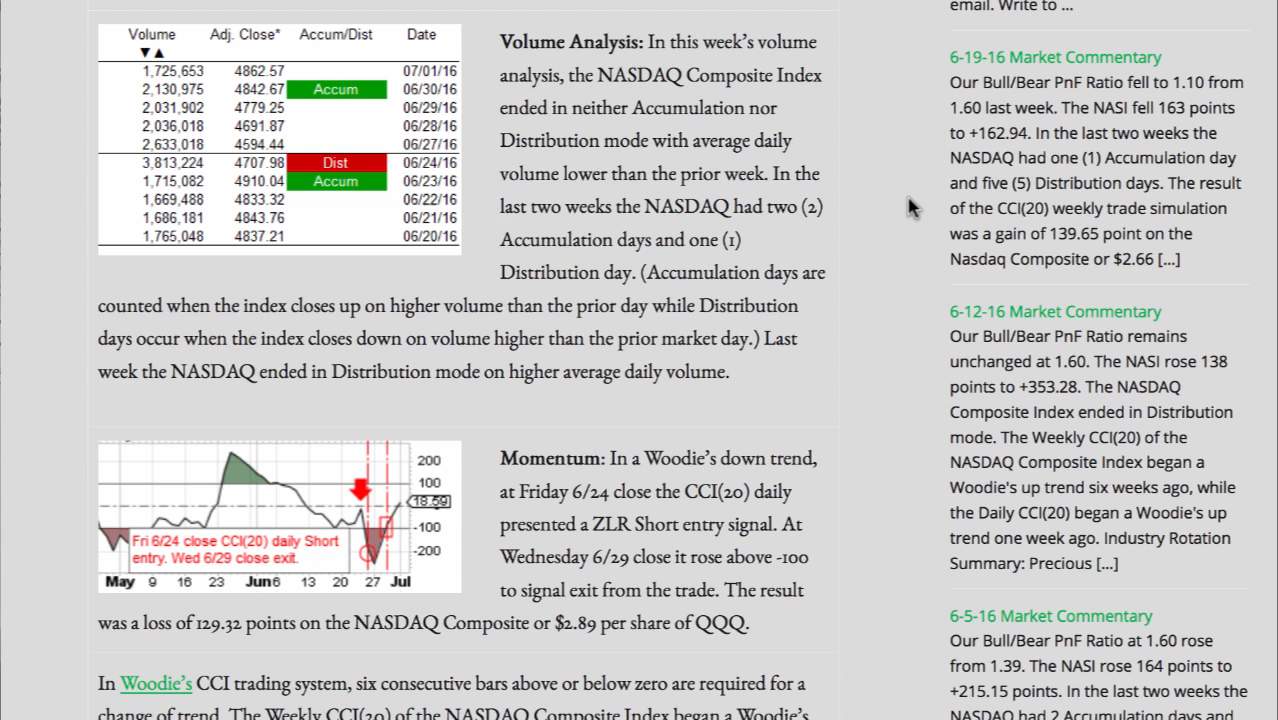 Volume Adj. Close* Accum/Dist Date
▼▲
1,725,653 4862.57 07/01/16
2,130,975 4842.67 Accum 06/30/16
2,031,902 4779.25 06/29/16
2,036,018 4691.87 06/28/16
2,633,018 4594.44 06/27/16
3,813,224 4707.98 Dist 06/24/16
1,715,082 4910.04 Accum 06/23/16
1,669,488 4833.32 06/22/16
1,686,181 4843.76 06/21/16
1,765,048 4837.21 06/20/16
Volume Analysis: In this week’s volume
analysis, the NASDAQ Composite Index
ended in neither Accumulation nor
Distribution mode with average daily
volume lower than the prior week. In the
last two weeks the NASDAQ had two (2)
Accumulation days and one (1)
Distribution day. (Accumulation days are
counted when the index closes up on higher volume than the prior day while Distribution
days occur when the index closes down on volume higher than the prior market day.) Last
week the NASDAQ ended in Distribution mode on higher average daily volume.
200
100
18.59
-100
-200
Fri 6/24 close CCI(20) daily Short
entry. Wed 6/29 close exit.
May 9 16 23 Jun6 13 20 27 Jul
Momentum: In a Woodie’s down trend,
at Friday 6/24 close the CCI(20) daily
presented a ZLR Short entry signal. At
Wednesday 6/29 close it rose above -100
to signal exit from the trade. The result
was a loss of 129.32 points on the NASDAQ Composite or $2.89 per share of QQQ.
In Woodie’s CCI trading system, six consecutive bars above or below zero are required for a
change of trend. The Weekly CCI(20) of the NASDAQ Composite Index began a Woodie’s
email. Write to ...
6-19-16 Market Commentary
Our Bull/Bear PnF Ratio fell to 1.10 from
1.60 last week. The NASI fell 163 points
to +162.94. In the last two weeks the
NASDAQ had one (1) Accumulation day
and five (5) Distribution days. The result
of the CCI(20) weekly trade simulation
was a gain of 139.65 point on the
Nasdaq Composite or $2.66 [...]
6-12-16 Market Commentary
Our Bull/Bear PnF Ratio remains
unchanged at 1.60. The NASI rose 138
points to +353.28. The NASDAQ
Composite Index ended in Distribution
mode. The Weekly CCI(20) of the
NASDAQ Composite Index began a
Woodie's up trend six weeks ago, while
the Daily CCI(20) began a Woodie's up
trend one week ago. Industry Rotation
Summary: Precious [...]
6-5-16 Market Commentary
Our Bull/Bear PnF Ratio at 1.60 rose
from 1.39. The NASI rose 164 points to
+215.15 points. In the last two weeks the
NASDAQ had 2 Accumulation days and